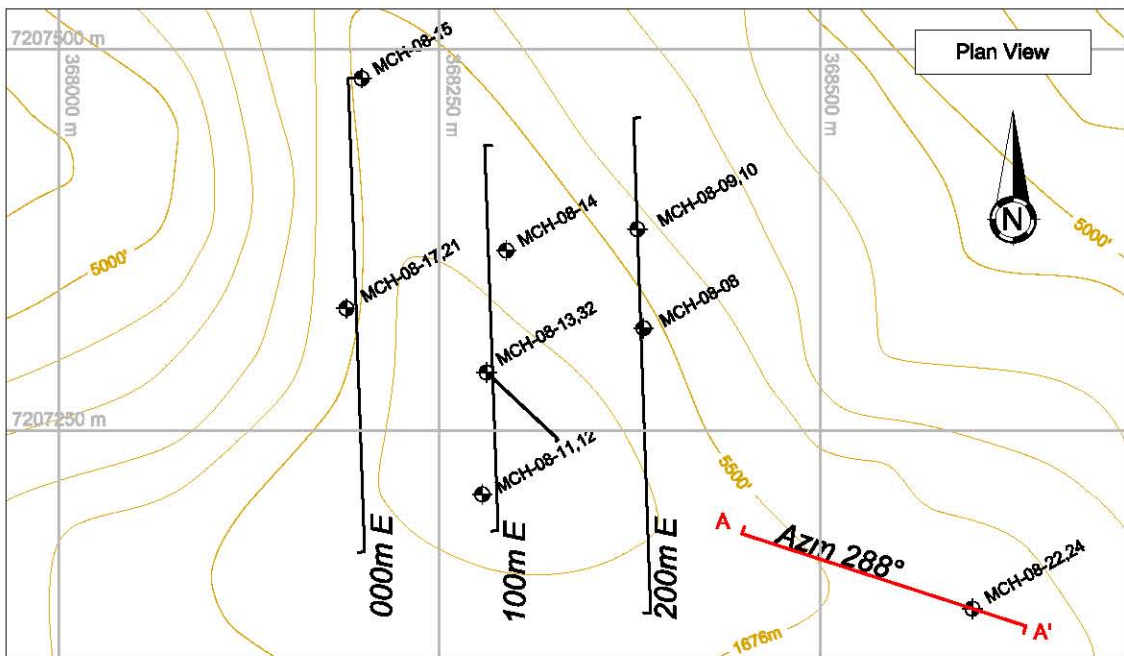 7207500 m
368000 m
368250 m
368500 m
Plan View
N
MCH-08-15
MCH-08-09,10
MCH-08-14
5000'
5000'
MCH-08-17,21
MCH-08-08
MCH-08-13,32
7207250 m
MCH-08-11,12
5500'
A
Azm 288°
000m E
100m E
200m E
MCH-08-22,24
A'
1676m